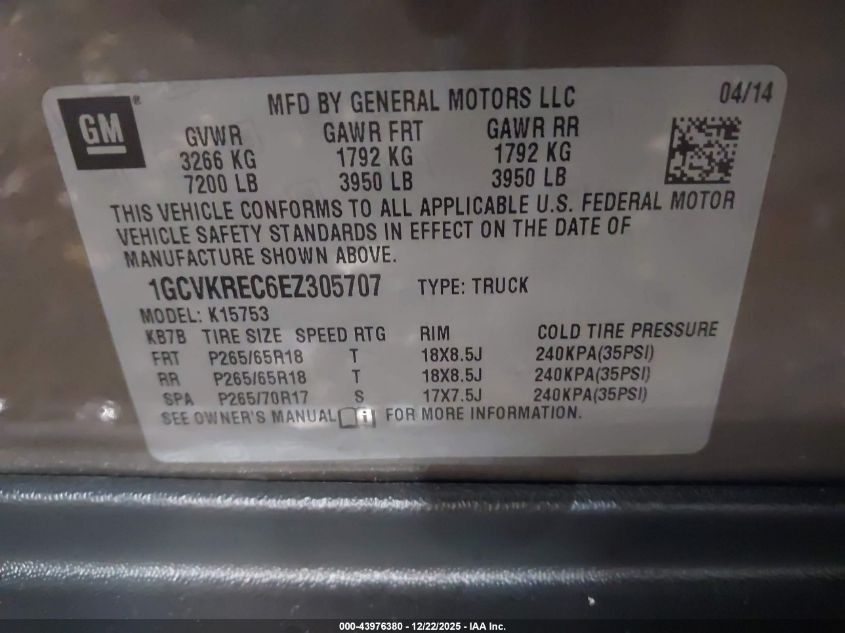 GM ®
MFD BY GENERAL MOTORS LLC 04/14
GVWR GAWR FRT GAWR RR
3266 KG 1792 KG 1792 KG
7200 LB 3950 LB 3950 LB
THIS VEHICLE CONFORMS TO ALL APPLICABLE U.S. FEDERAL MOTOR
VEHICLE SAFETY STANDARDS IN EFFECT ON THE DATE OF
MANUFACTURE SHOWN ABOVE.
1GCVKREC6EZ305707 TYPE: TRUCK
MODEL: K15753
KB7B TIRE SIZE SPEED RTG RIM COLD TIRE PRESSURE
FRT P265/65R18 T 18X8.5J 240KPA(35PSI)
RR P265/65R18 T 18X8.5J 240KPA(35PSI)
SPA P265/70R17 S 17X7.5J 240KPA(35PSI)
SEE OWNER'S MANUAL i FOR MORE INFORMATION.
000-43976380 - 12/22/2025 - IAA Inc.